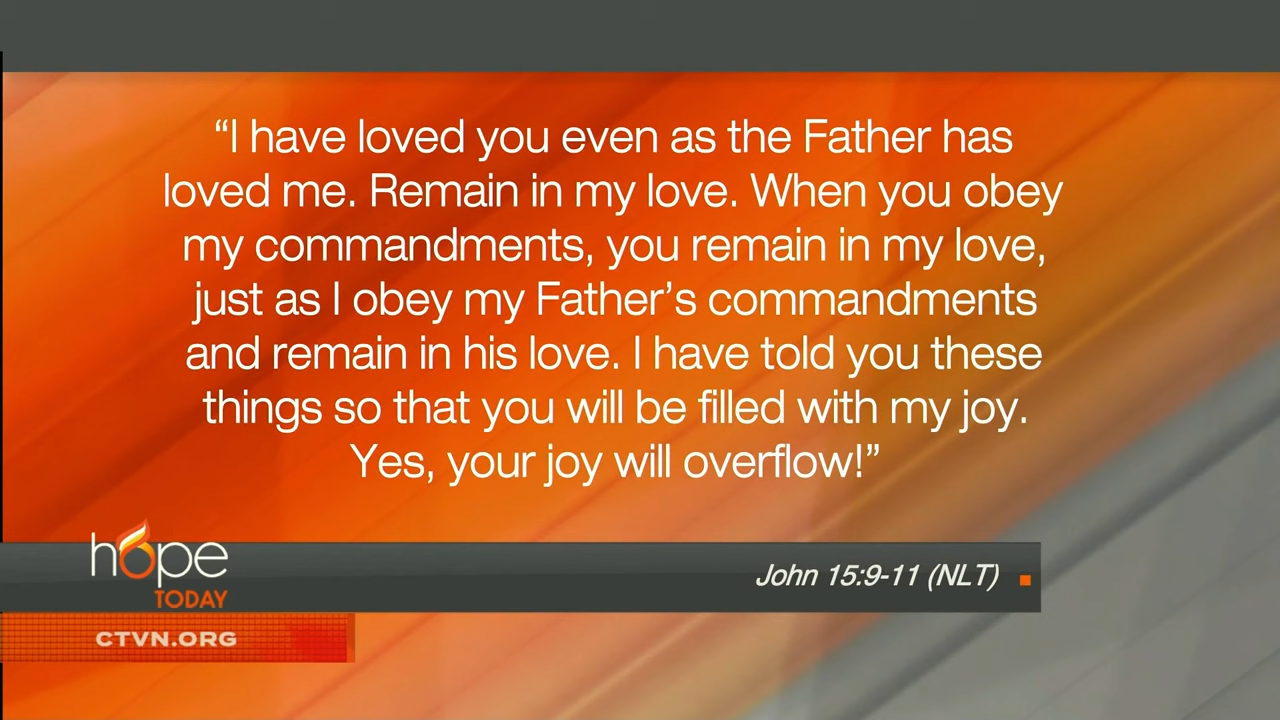 “I have loved you even as the Father has
loved me. Remain in my love. When you obey
my commandments, you remain in my love,
just as I obey my Father’s commandments
and remain in his love. I have told you these
things so that you will be filled with my joy.
Yes, your joy will overflow!”
hope
TODAY
John 15:9-11 (NLT)
CTVN.ORG